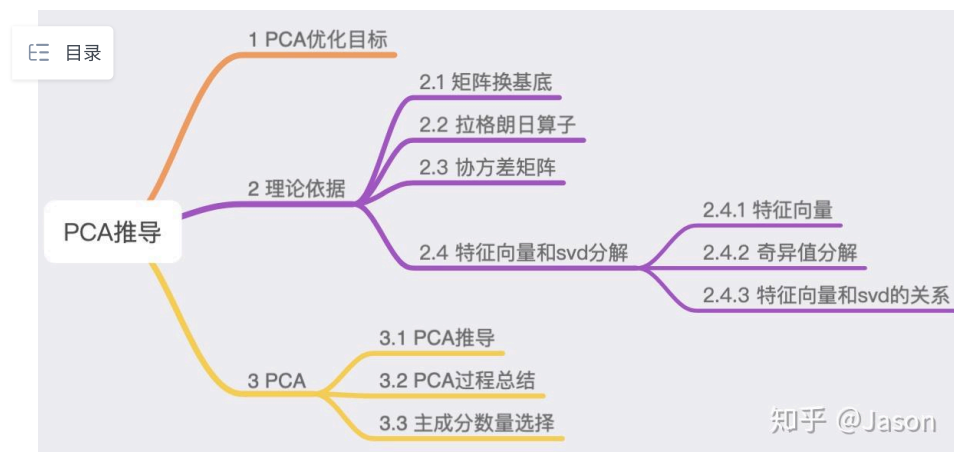 目录
PCA推导
1 PCA优化目标
2 理论依据
2.1 矩阵换基底
2.2 拉格朗日算子
2.3 协方差矩阵
2.4 特征向量和svd分解
2.4.1 特征向量
2.4.2 奇异值分解
2.4.3 特征向量和svd的关系
3 PCA
3.1 PCA推导
3.2 PCA过程总结
3.3 主成分数量选择
知乎 @Jason